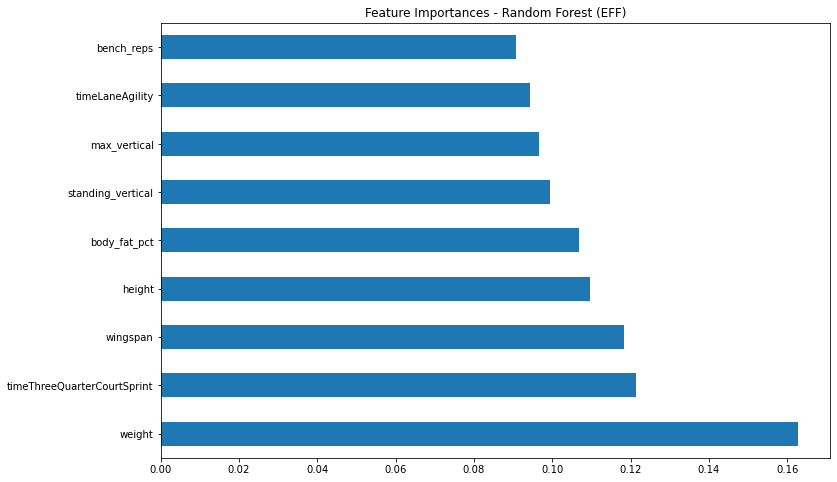 Feature Importances - Random Forest (EFF)
bench_reps
timeLaneAgility
max_vertical
standing_vertical
body_fat_pct
height
wingspan
timeThreeQuarterCourtSprint
weight
0.00 0.02 0.04 0.06 0.08 0.10 0.12 0.14 0.16